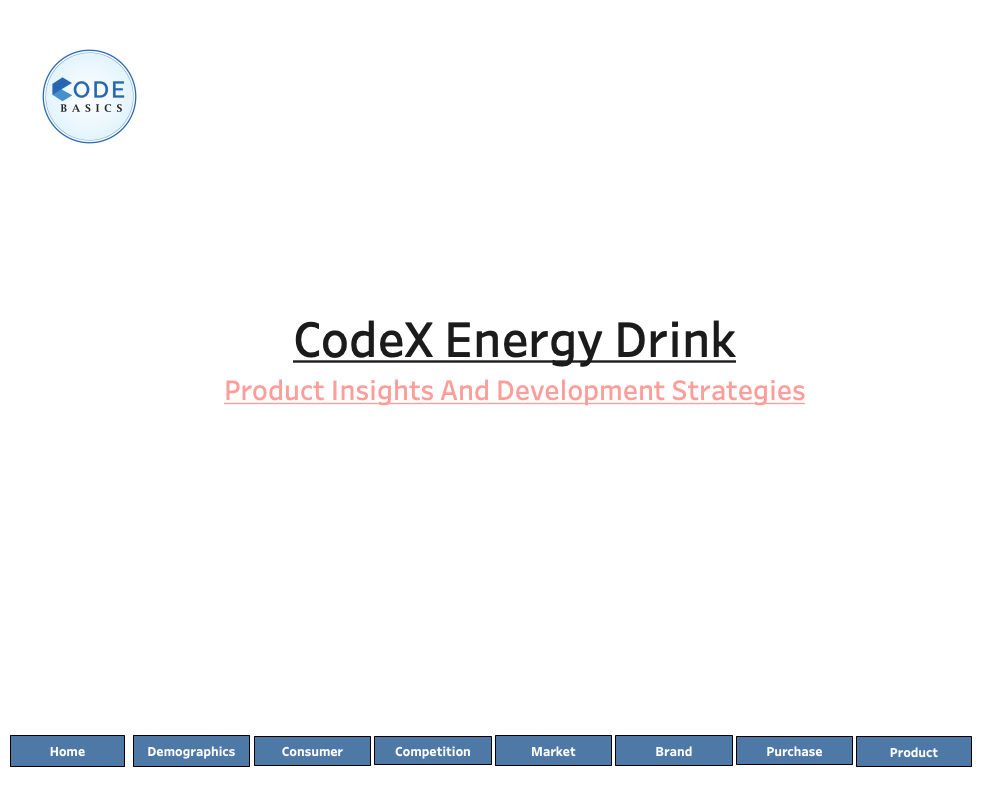 CODE
BASICS
CodeX Energy Drink
Product Insights And Development Strategies
Home Demographics Consumer Competition Market Brand Purchase Product